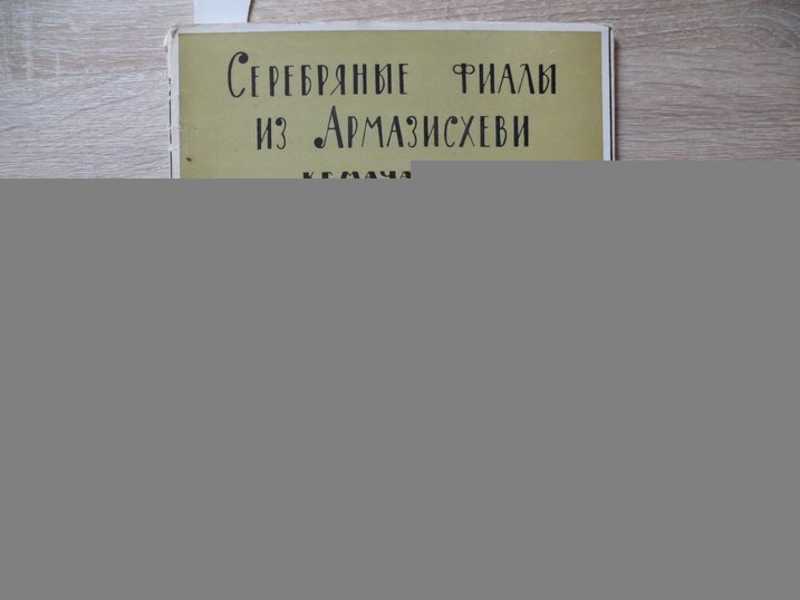 Серебряные фиалы
из Армазисхеви